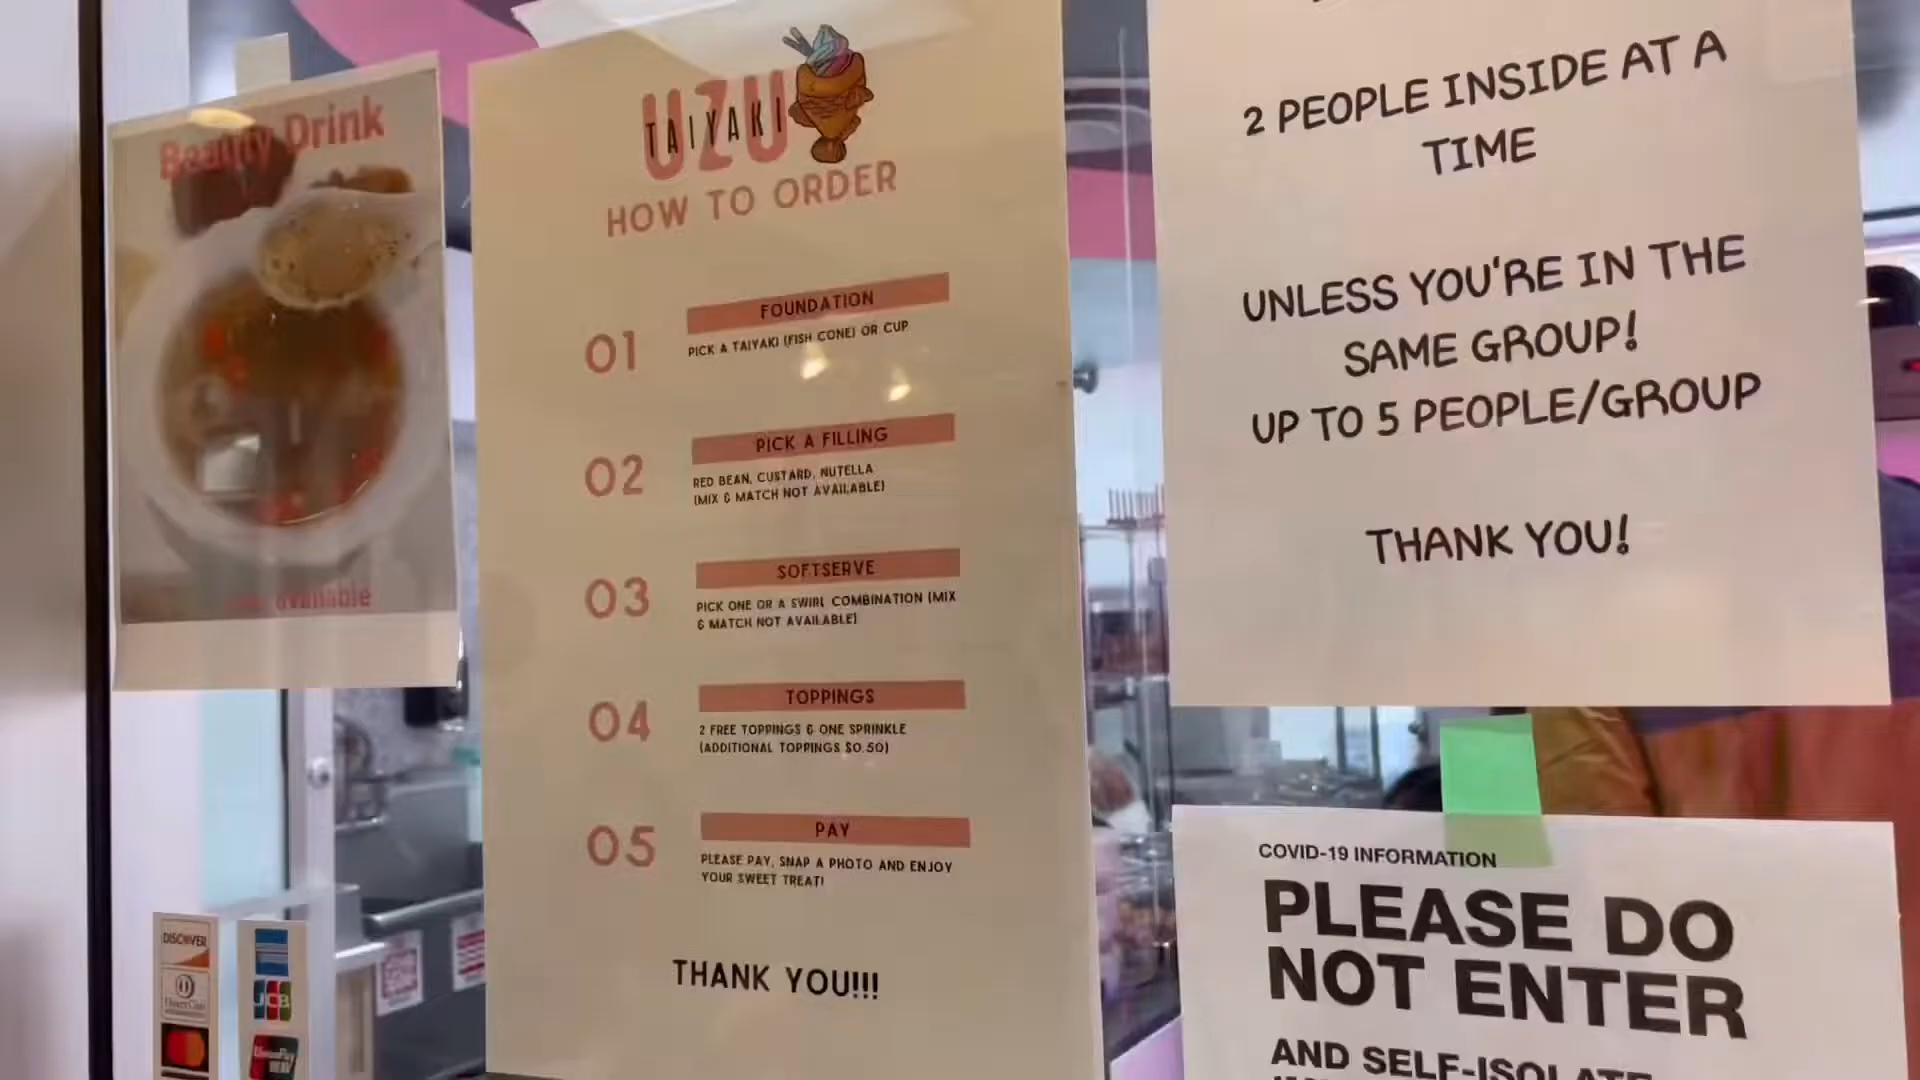 Beauty Drink
available
UZU
TAIYAKI
HOW TO ORDER
01
FOUNDATION
PICK A TAIYAKI (FISH CONE) OR CUP
02
PICK A FILLING
RED BEAN, CUSTARD, NUTELLA
(MIX & MATCH NOT AVAILABLE)
03
SOFTSERVE
PICK ONE OR A SWIRL COMBINATION (MIX
& MATCH NOT AVAILABLE)
04
TOPPINGS
2 FREE TOPPINGS & ONE SPRINKLE
(ADDITIONAL TOPPINGS $0.50)
05
PAY
PLEASE PAY, SNAP A PHOTO AND ENJOY
YOUR SWEET TREAT!
THANK YOU!!!
2 PEOPLE INSIDE AT A
TIME
UNLESS YOU'RE IN THE
SAME GROUP!
UP TO 5 PEOPLE/GROUP
THANK YOU!
COVID-19 INFORMATION
PLEASE DO
NOT ENTER
AND SELF-ISOLATE
DISCOVER
JCB
UnionPay